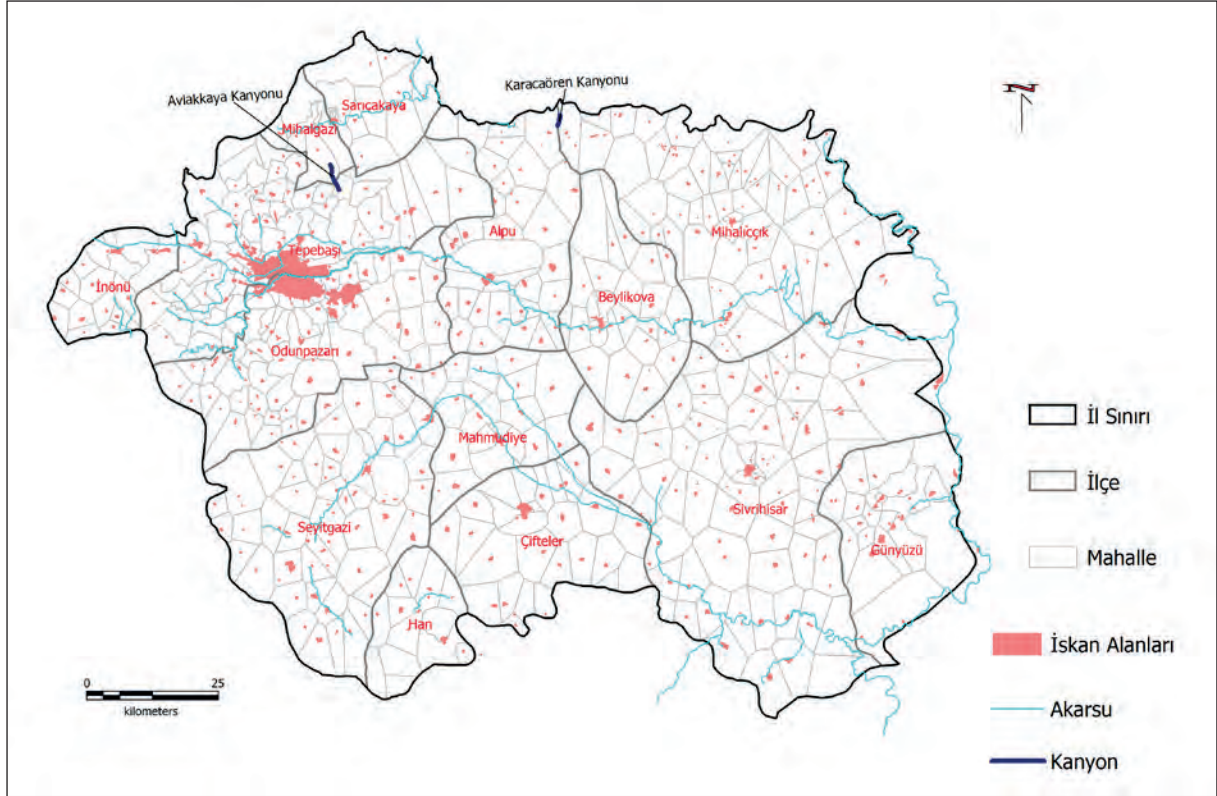 Karacaören Kanyonu
Avlakkaya Kanyonu
Sarıcakaya
Mihalgazi
Alpu
Mihalıccık
Tepebaşı
İnönü
Beylikova
Odunpazarı
Mahmudiye
Sivrihisar
Seyitgazi
Çifteler
Günyüzü
Han
0 25
kilometers
İl Sınırı
İlçe
Mahalle
İskan Alanları
Akarsu
Kanyon